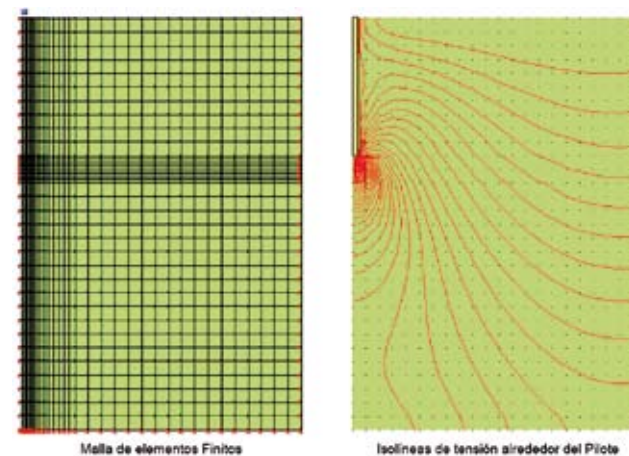 Malla de elementos Finitos
Isolíneas de tensión alrededor del Pilote